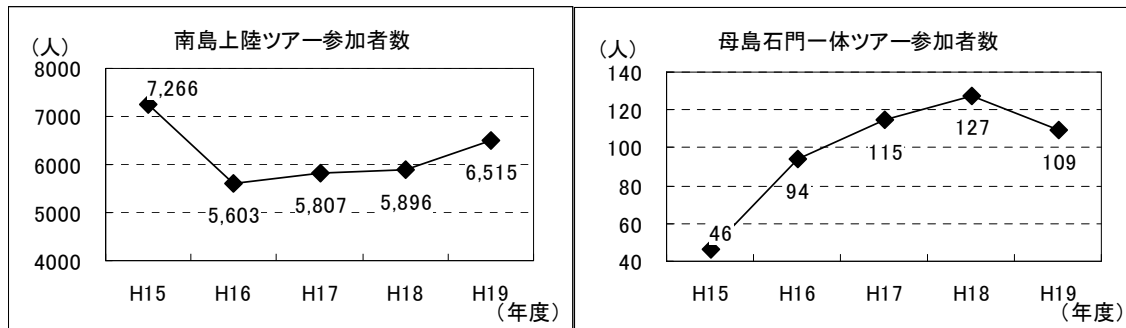 南島上陸ツアー参加者数
（人）
8000
7000
6000
5000
4000
7,266
5,603
5,807
5,896
6,515
H15
H16
H17
H18
H19
（年度）
母島石門一体ツアー参加者数
（人）
140
120
100
80
60
40
46
94
115
127
109
H15
H16
H17
H18
H19
（年度）